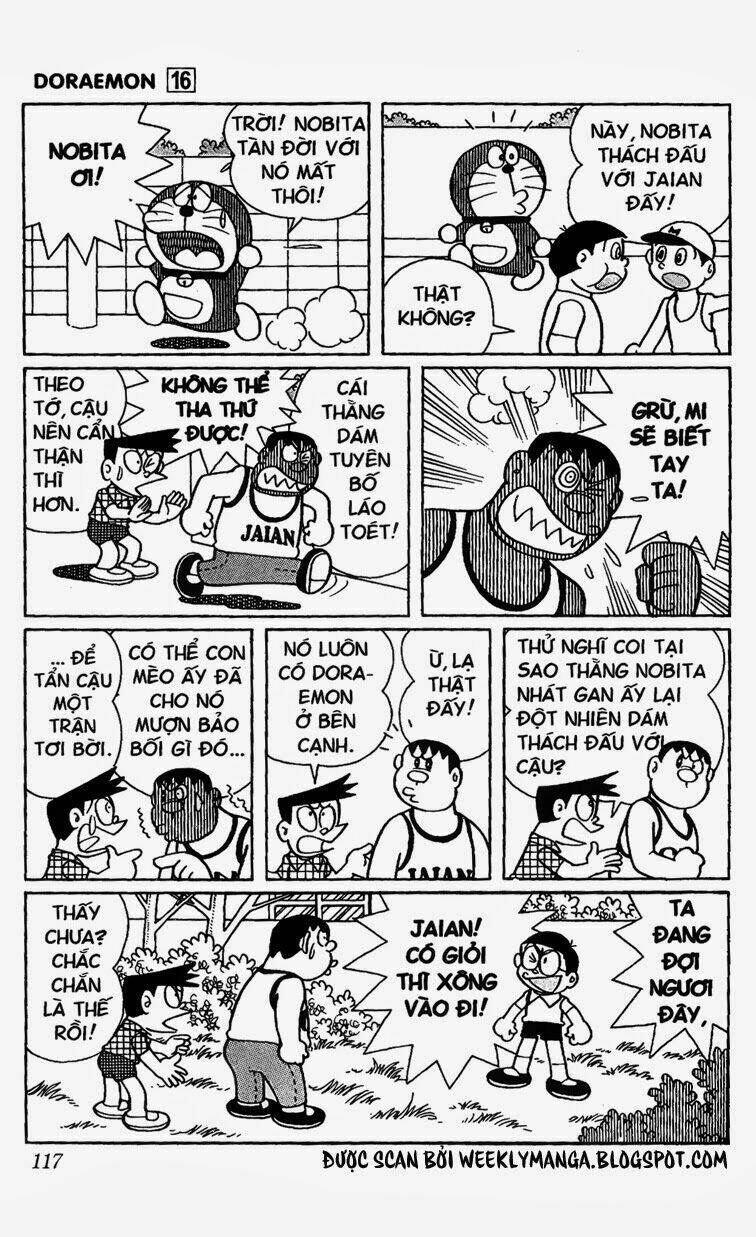 DORAEMON 16
NÀY, NOBITA
THÁCH ĐẤU
VỚI JAIAN
ĐẤY!
THẬT
KHÔNG?
TRỜI! NOBITA
TÀN ĐỜI VỚI
NÓ MẤT
THÔI!
NOBITA
ƠI!
GRỪ, MI
SẼ BIẾT
TAY
TA!
CÁI
THẰNG
DÁM
TUYÊN
BỐ
LÁO
TOÉT!
KHÔNG THỂ
THA THỨ
ĐƯỢC!
THEO
TỚ, CẬU
NÊN CẨN
THẬN
THÌ
HƠN.
JAIAN
THỬ NGHĨ COI TẠI
SAO THẰNG NOBITA
NHÁT GAN ẤY LẠI
ĐỘT NHIÊN DÁM
THÁCH ĐẤU VỚI
CẬU?
Ừ, LẠ
THẬT
ĐẤY!
NÓ LUÔN
CÓ DORA-
EMON
Ở BÊN
CẠNH.
JAIAN
CÓ THỂ CON
MÈO ẤY ĐÃ
CHO NÓ
MƯỢN BẢO
BỐI GÌ ĐÓ...
... ĐỂ
TẨN CẬU
MỘT
TRẬN
TƠI BỜI.
TA
ĐANG
ĐỢI
NGƯƠI
ĐÂY,
JAIAN!
CÓ GIỎI
THÌ XÔNG
VÀO ĐI!
THẤY
CHƯA?
CHẮC
CHẮN
LÀ THẾ
RỒI!
117
ĐƯỢC SCAN BỞI WEEKLYMANGA.BLOGSPOT.COM